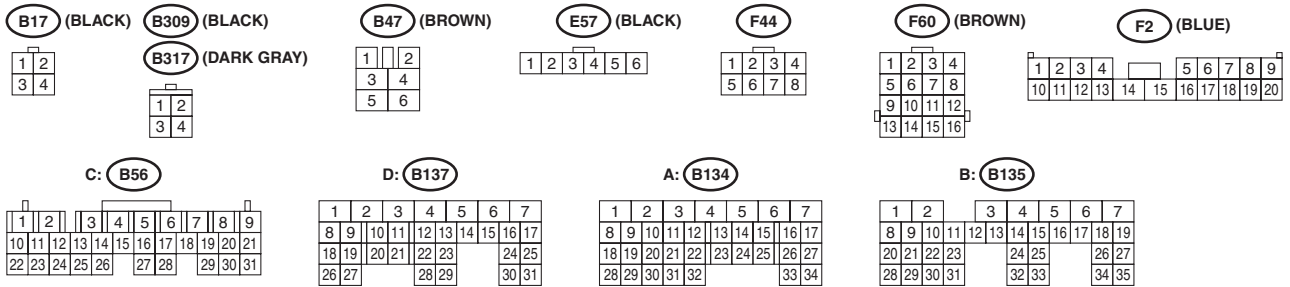 B17 (BLACK) B309 (BLACK) B47 (BROWN) E57 (BLACK) F44 F60 (BROWN) F2 (BLUE)
B317 (DARK GRAY)
1 2
3 4
1 2
3 4
1 2
3 4
5 6
1 2 3 4 5 6
1 2 3 4
5 6 7 8
1 2 3 4
5 6 7 8
9 10 11 12
13 14 15 16
1 2 3 4 5 6 7 8 9
10 11 12 13 14 15 16 17 18 19 20
C: B56 D: B137 A: B134 B: B135
1 2 3 4 5 6 7 8 9
10 11 12 13 14 15 16 17 18 19 20 21
22 23 24 25 26 27 28 29 30 31
1 2 3 4 5 6 7
8 9 10 11 12 13 14 15 16 17
18 19 20 21 22 23 24 25
26 27 28 29 30 31
1 2 3 4 5 6 7
8 9 10 11 12 13 14 15 16 17
18 19 20 21 22 23 24 25 26 27
28 29 30 31 32 33 34
1 2 3 4 5 6 7
8 9 10 11 12 13 14 15 16 17 18 19
20 21 22 23 24 25 26 27
28 29 30 31 32 33 34 35